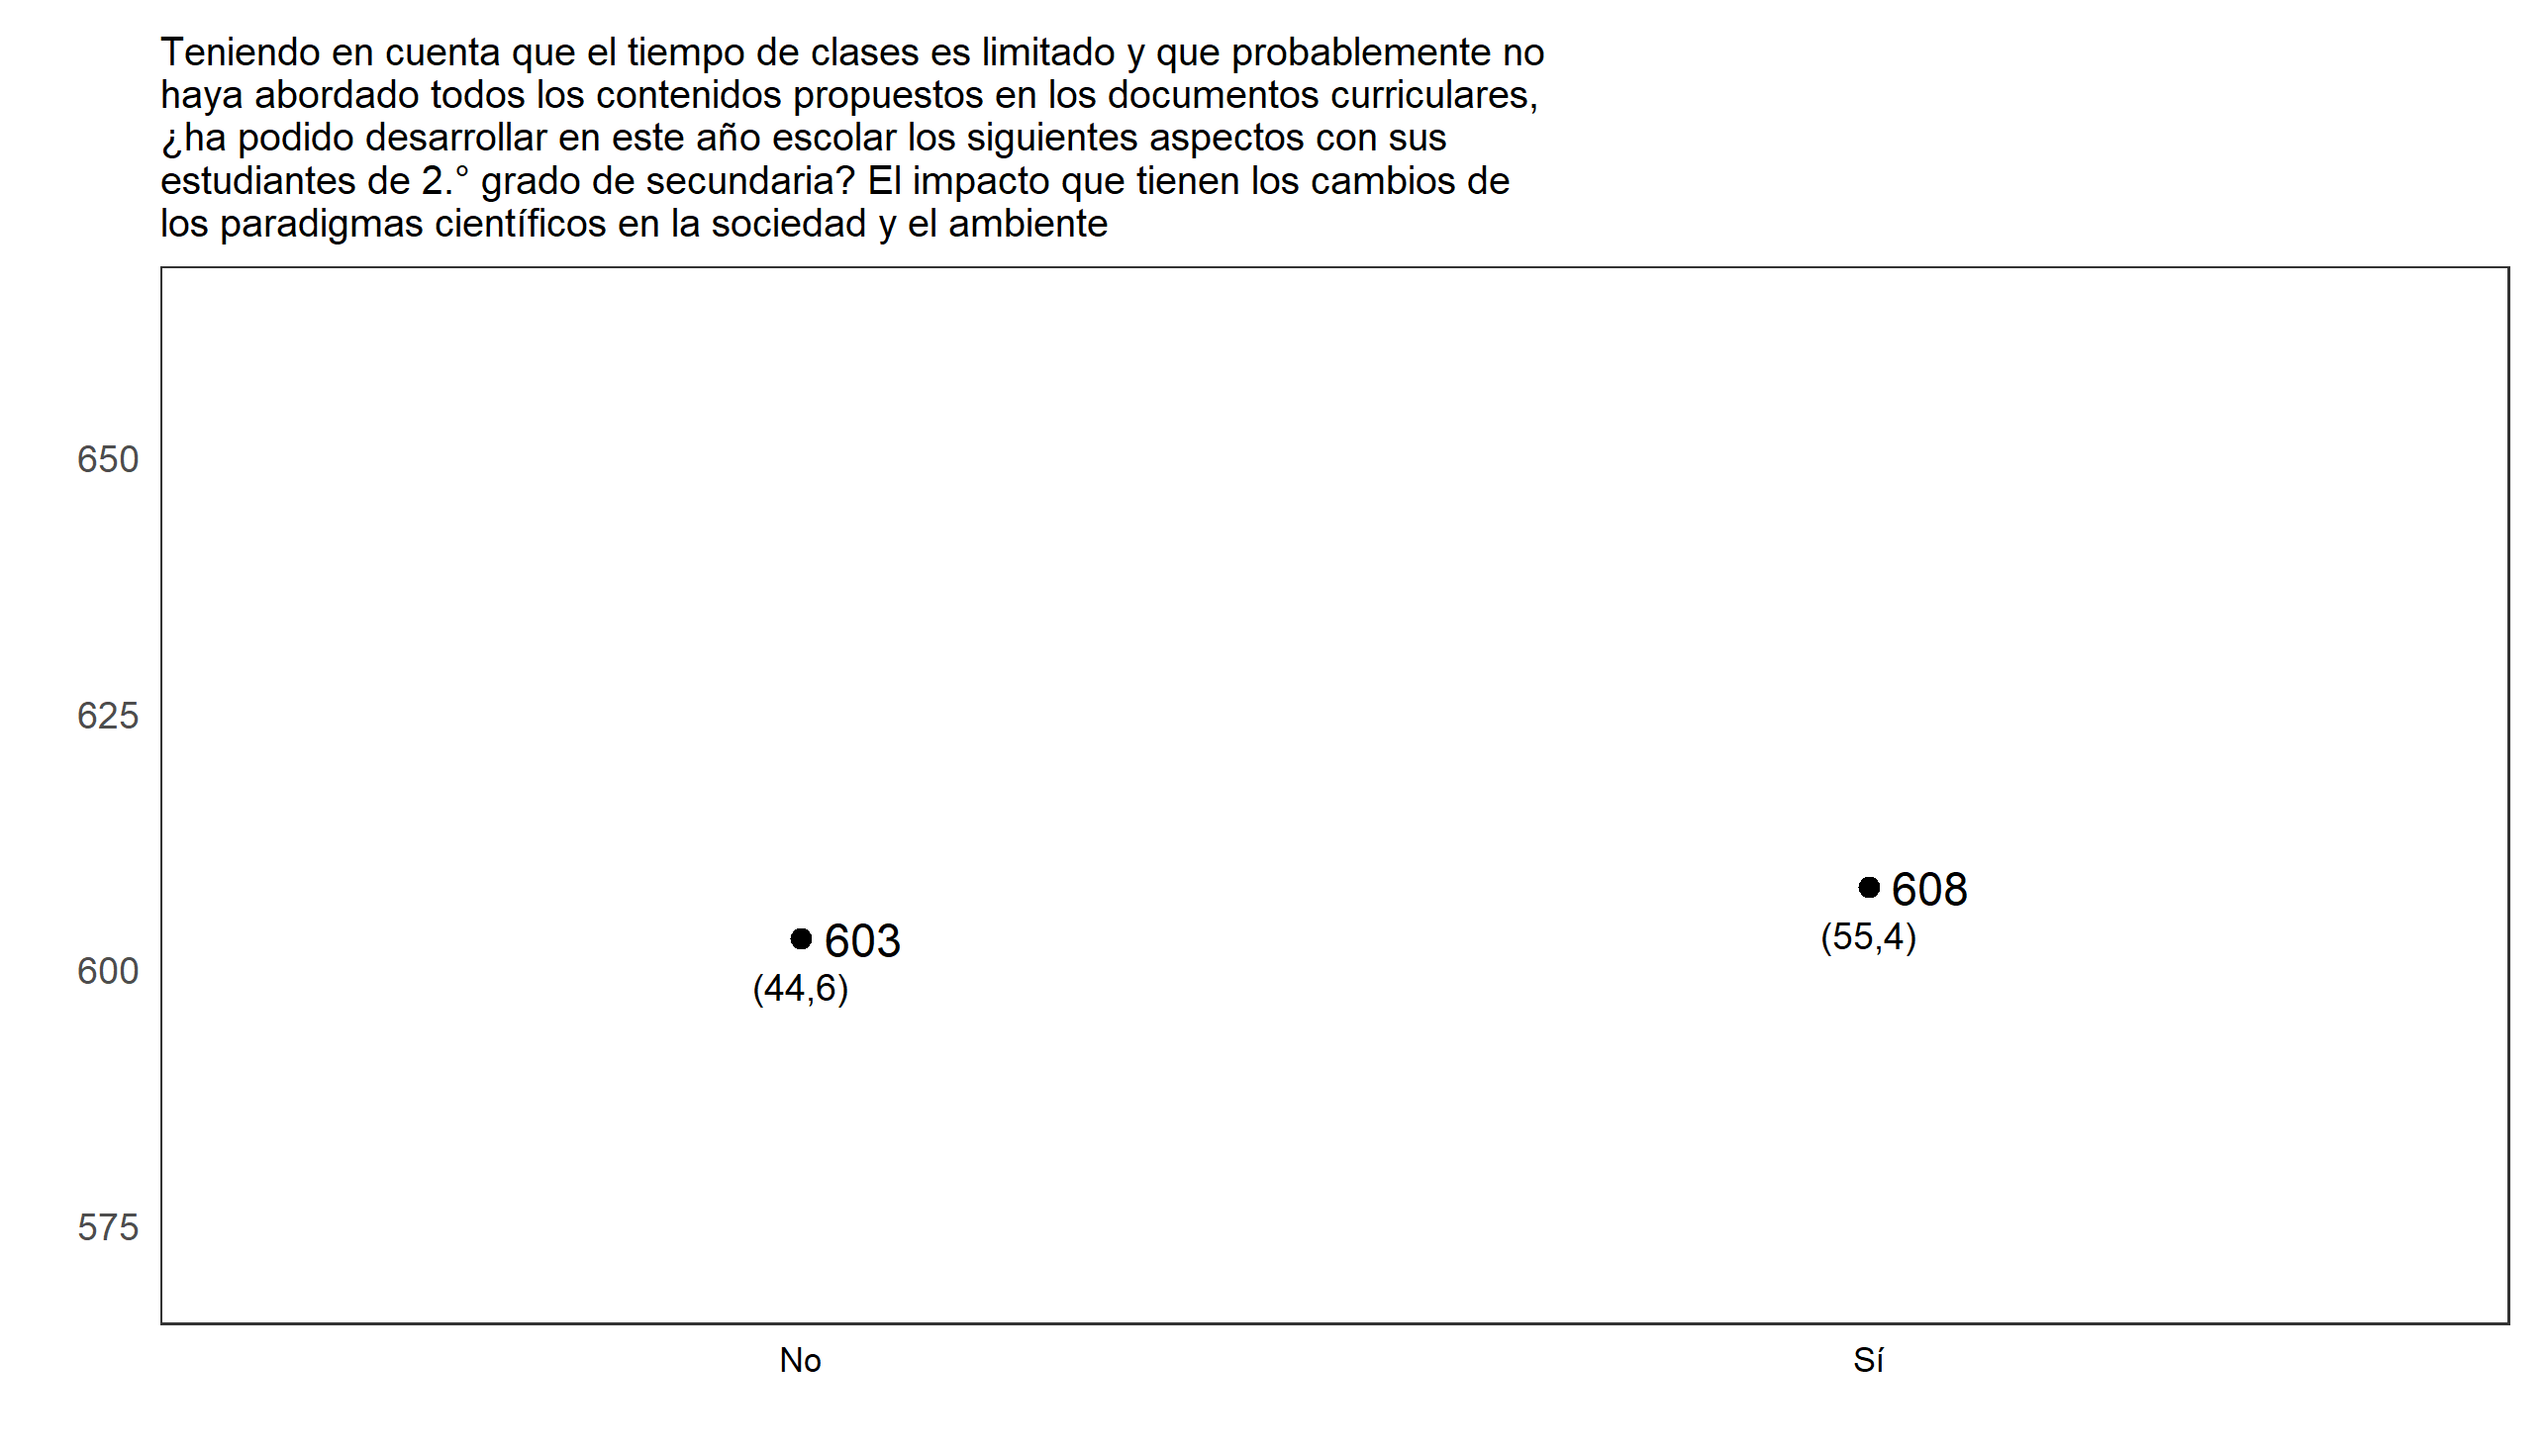 Teniendo en cuenta que el tiempo de clases es limitado y que probablemente no
haya abordado todos los contenidos propuestos en los documentos curriculares,
¿ha podido desarrollar en este año escolar los siguientes aspectos con sus
estudiantes de 2.° grado de secundaria? El impacto que tienen los cambios de
los paradigmas científicos en la sociedad y el ambiente
650
625
608
(55,4)
603
600
(44,6)
575
No
Sí